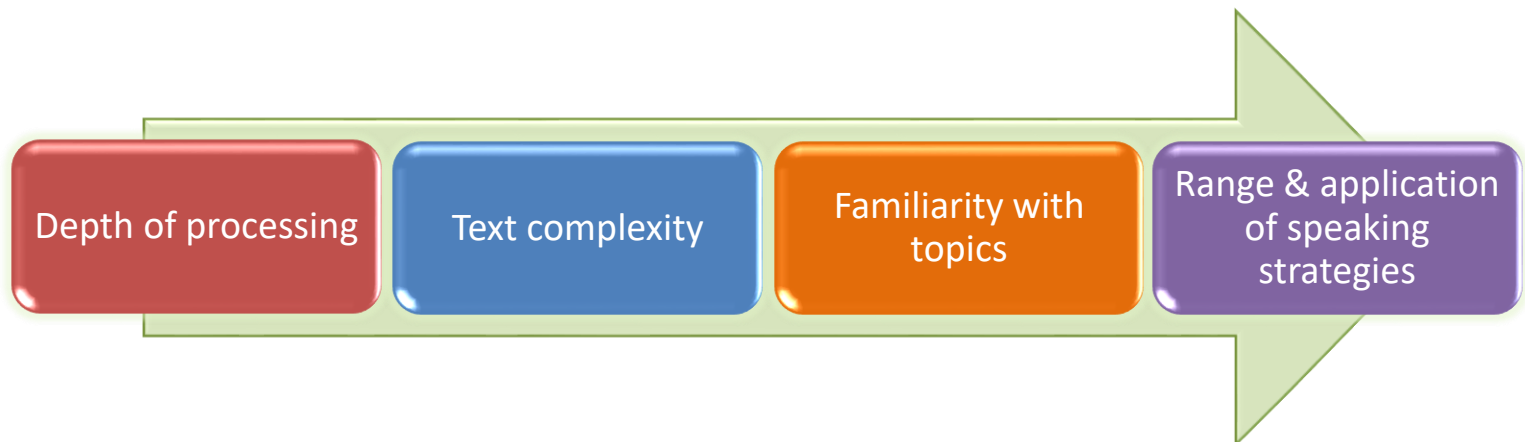 Depth of processing
Text complexity
Familiarity with
topics
Range & application
of speaking
strategies